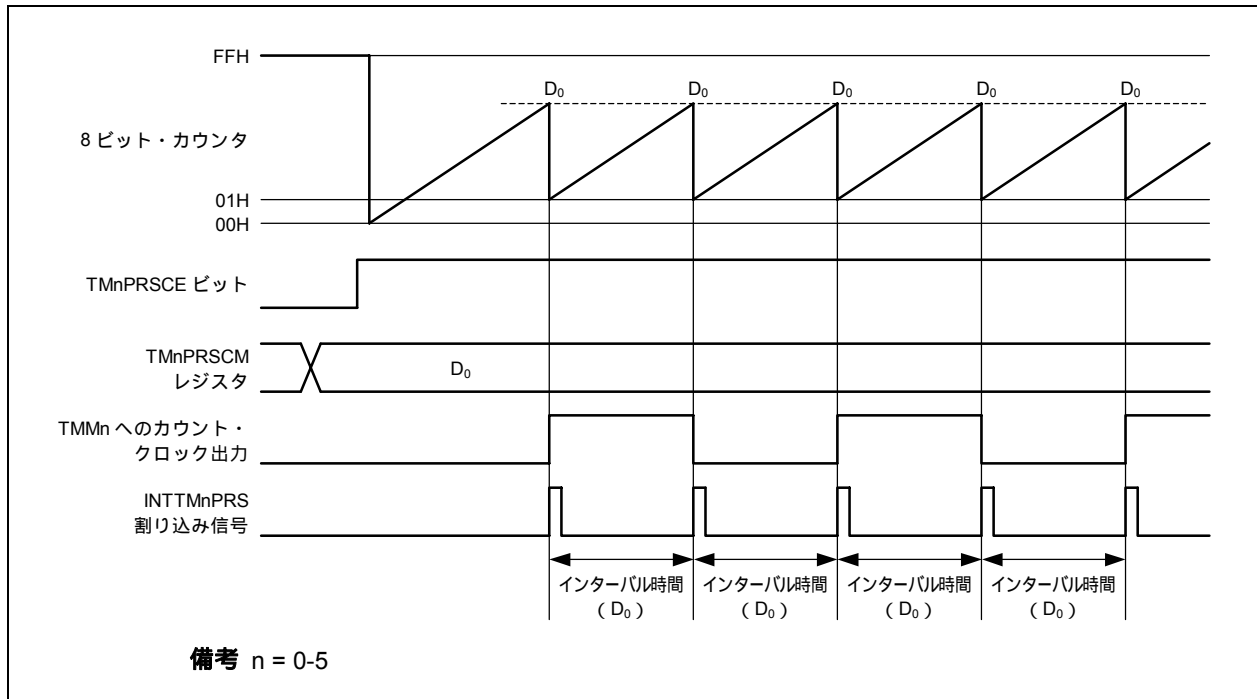 FFH
D₀ D₀ D₀ D₀ D₀
8 ビット・カウンタ
01H
00H
TMnPRSCE ビット
TMnPRSCM
レジスタ
D₀
TMMn へのカウント・
クロック出力
INTTMnPRS
割り込み信号
インターバル時間 インターバル時間 インターバル時間 インターバル時間
( D₀ ) ( D₀ ) ( D₀ ) ( D₀ )
備考 n = 0-5